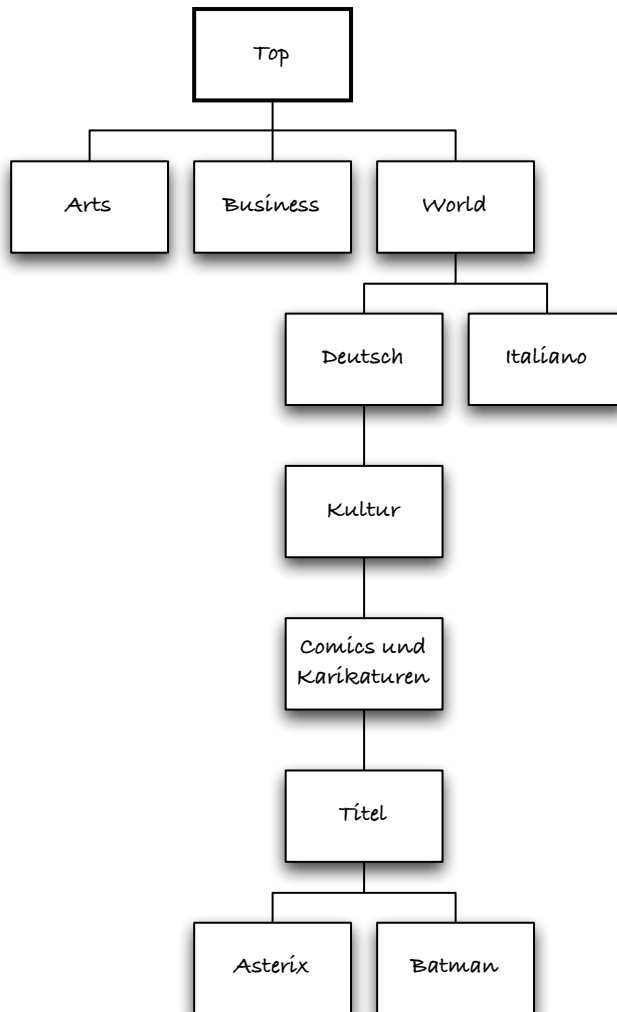 Top
Arts
Business
World
Deutsch
Italiano
Kultur
Comics und
Karikaturen
Titel
Asterix
Batman